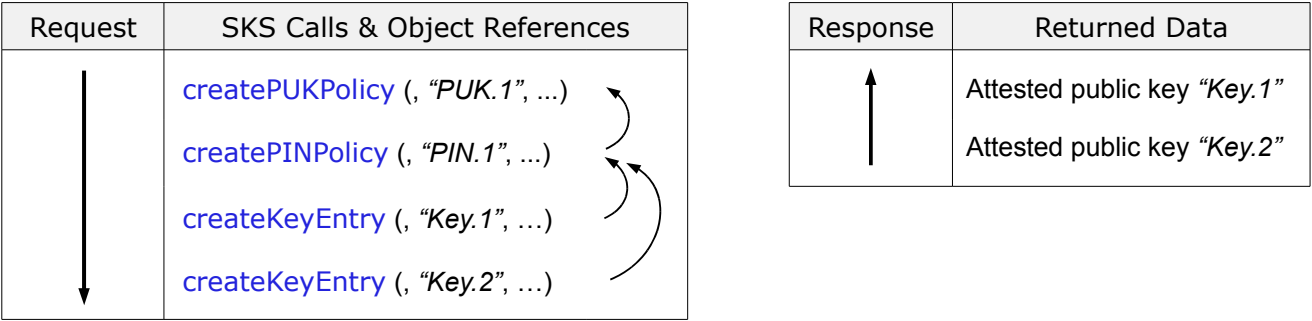 Request
SKS Calls & Object References
createPUKPolicy (, “PUK.1”, ...)
createPINPolicy (, “PIN.1”, ...)
createKeyEntry (, “Key.1”, …)
createKeyEntry (, “Key.2”, …)
Response
Returned Data
Attested public key “Key.1”
Attested public key “Key.2”